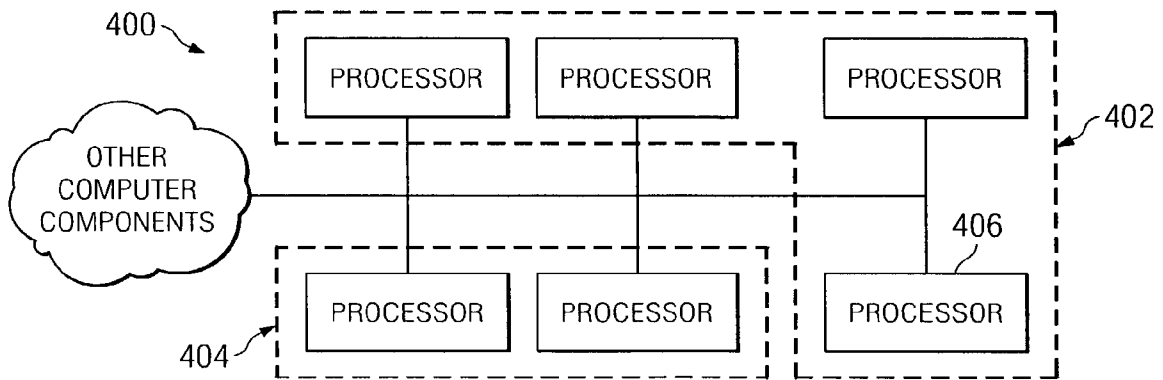 400
PROCESSOR
PROCESSOR
PROCESSOR
402
OTHER
COMPUTER
COMPONENTS
406
PROCESSOR
PROCESSOR
PROCESSOR
404